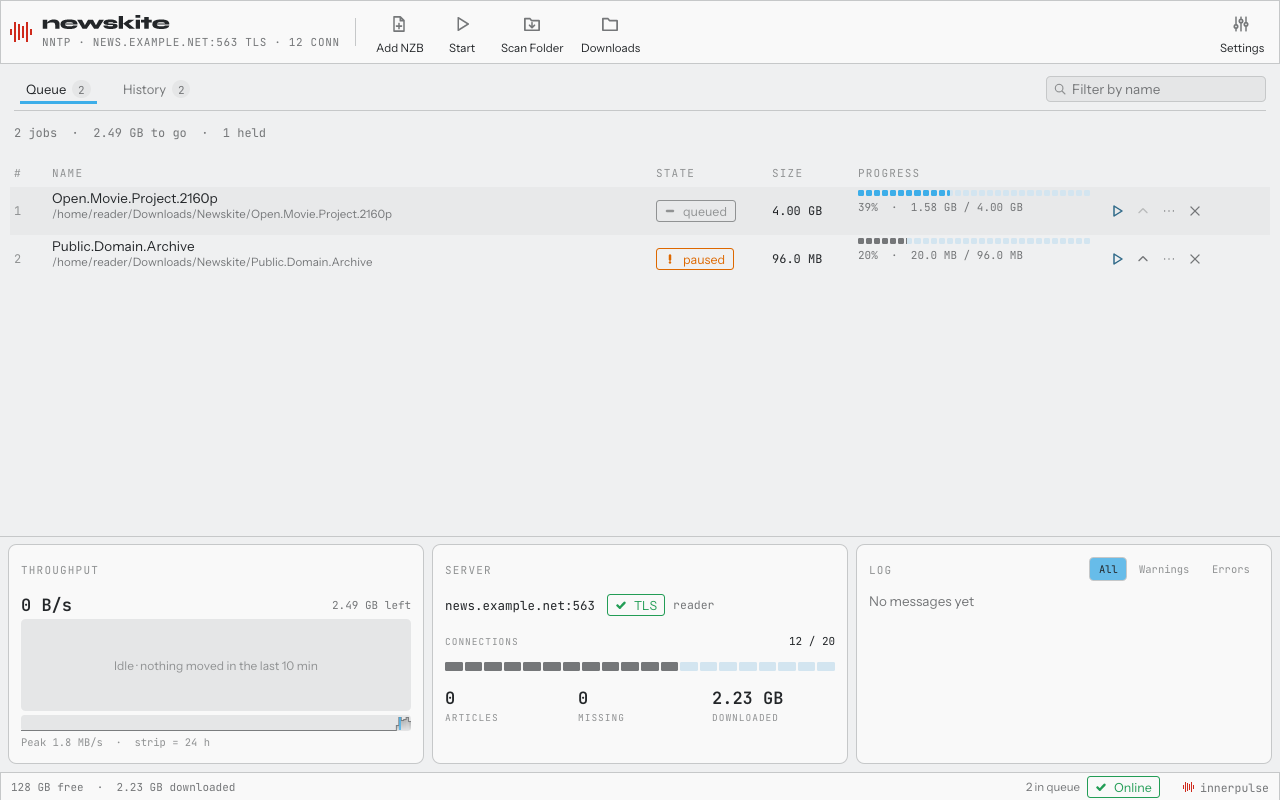 newskite
NNTP · NEWS.EXAMPLE.NET:563 TLS · 12 CONN
Add NZB
Start
Scan Folder
Downloads
Settings
Queue 2
History 2
Filter by name
2 jobs · 2.49 GB to go · 1 held
# NAME STATE SIZE PROGRESS
1 Open.Movie.Project.2160p
/home/reader/Downloads/Newskite/Open.Movie.Project.2160p
queued
4.00 GB
39% · 1.58 GB / 4.00 GB
2 Public.Domain.Archive
/home/reader/Downloads/Newskite/Public.Domain.Archive
paused
96.0 MB
20% · 20.0 MB / 96.0 MB
THROUGHPUT
0 B/s
2.49 GB left
Idle · nothing moved in the last 10 min
Peak 1.8 MB/s · strip = 24 h
SERVER
news.example.net:563 TLS reader
CONNECTIONS 12 / 20
0 0 2.23 GB
ARTICLES MISSING DOWNLOADED
LOG
All Warnings Errors
No messages yet
128 GB free · 2.23 GB downloaded
2 in queue
Online
innerpulse